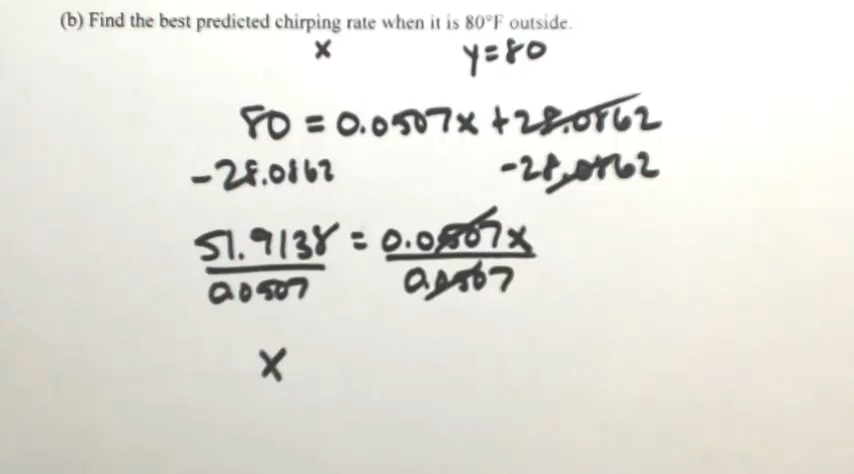 (b) Find the best predicted chirping rate when it is 80°F outside.
x y=80
80 = 0.0507x + 28.0862
-28.0862 -28.0862
51.9138 = 0.0507x
0.0507 0.0507
x